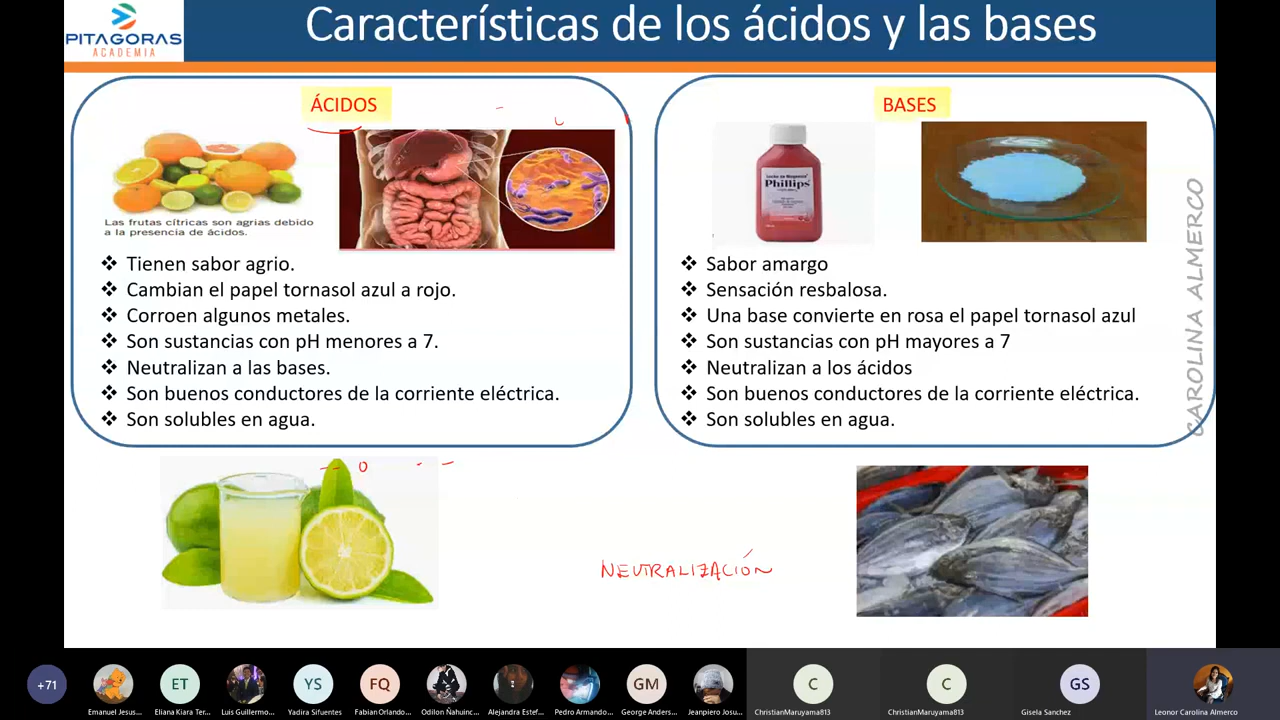 PITAGORAS
ACADEMIA
Características de los ácidos y las bases
ÁCIDOS
Las frutas cítricas son agrias debido
a la presencia de ácidos.
❖ Tienen sabor agrio.
❖ Cambian el papel tornasol azul a rojo.
❖ Corroen algunos metales.
❖ Son sustancias con pH menores a 7.
❖ Neutralizan a las bases.
❖ Son buenos conductores de la corriente eléctrica.
❖ Son solubles en agua.
BASES
Leche de Magnesia
Phillips
❖ Sabor amargo
❖ Sensación resbalosa.
❖ Una base convierte en rosa el papel tornasol azul
❖ Son sustancias con pH mayores a 7
❖ Neutralizan a los ácidos
❖ Son buenos conductores de la corriente eléctrica.
❖ Son solubles en agua.
CAROLINA ALMERCO
NEUTRALIZACIÓN
+71
ET
YS
FQ
GM
C
C
GS
Emanuel Jesus...
Eliana Kiara Ter...
Luis Guillermo...
Yadira Sifuentes
Fabian Orlando...
Odilon Ñahuinc...
Alejandra Estef...
Pedro Armando...
George Anders...
Jeanpiero Josu...
ChristianMaruyama813
ChristianMaruyama813
Gisela Sanchez
Leonor Carolina Almerco